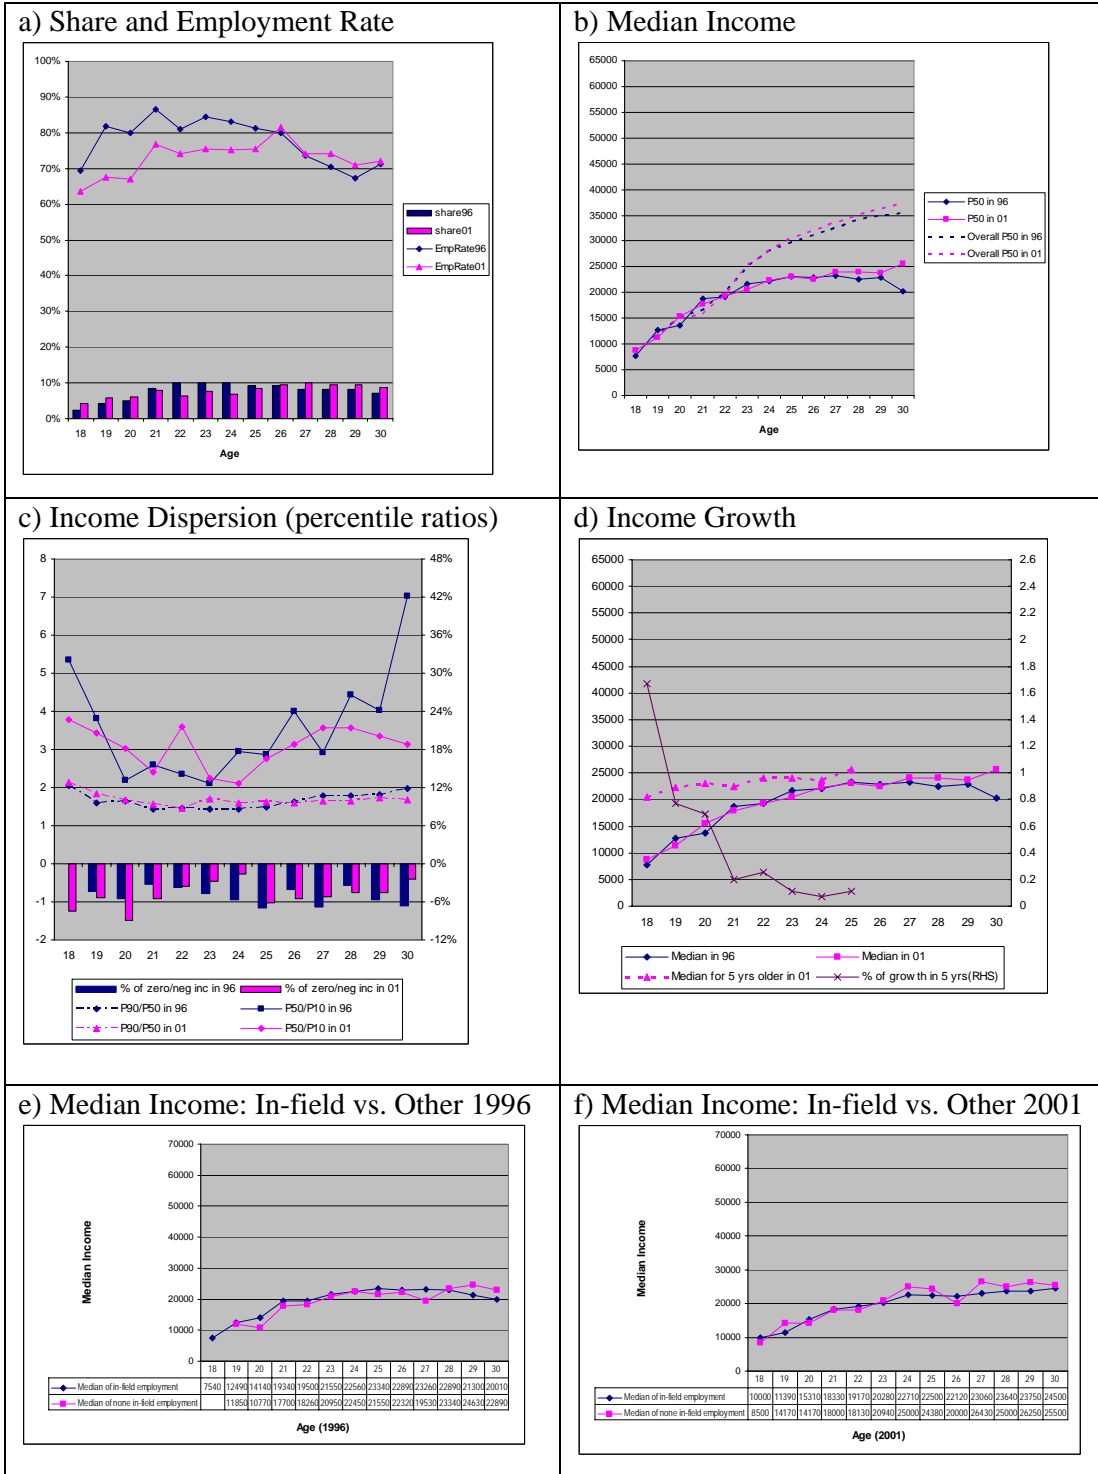 a) Share and Employment Rate
100%
90%
80%
70%
60%
50%
40%
30%
20%
10%
0%
18 19 20 21 22 23 24 25 26 27 28 29 30
Age
share96
share01
EmpRate96
EmpRate01
b) Median Income
65000
60000
55000
50000
45000
40000
35000
30000
25000
20000
15000
10000
5000
0
18 19 20 21 22 23 24 25 26 27 28 29 30
Age
P50 in 96
P50 in 01
Overall P50 in 96
Overall P50 in 01
c) Income Dispersion (percentile ratios)
8 48%
7 42%
6 36%
5 30%
4 24%
3 18%
2 12%
1 6%
0 0%
-1 -6%
-2 -12%
18 19 20 21 22 23 24 25 26 27 28 29 30
% of zero/neg inc in 96 % of zero/neg inc in 01
P90/P50 in 96 P50/P10 in 96
P90/P50 in 01 P50/P10 in 01
d) Income Growth
65000 2.6
60000 2.4
55000 2.2
50000 2
45000 1.8
40000 1.6
35000 1.4
30000 1.2
25000 1
20000 0.8
15000 0.6
10000 0.4
5000 0.2
0 0
18 19 20 21 22 23 24 25 26 27 28 29 30
Median in 96 Median in 01
Median for 5 yrs older in 01 % of growth in 5 yrs(RHS)
e) Median Income: In-field vs. Other 1996
Median Income
70000
60000
50000
40000
30000
20000
10000
0
18 19 20 21 22 23 24 25 26 27 28 29 30
Median of in-field employment 7540 12490 14140 19340 19500 21550 22560 23340 22890 23260 22890 21300 20010
Median of none in-field employment 11850 10770 17700 18260 20950 22450 21550 22320 19530 23340 24630 22890
Age (1996)
f) Median Income: In-field vs. Other 2001
Median Income
70000
60000
50000
40000
30000
20000
10000
0
18 19 20 21 22 23 24 25 26 27 28 29 30
Median of in-field employment 10000 11390 15310 18330 19170 20280 22710 22500 22120 23060 23640 23750 24500
Median of none in-field employment 8500 14170 14170 18000 18130 20940 25000 24380 20000 26430 25000 26250 25500
Age (2001)